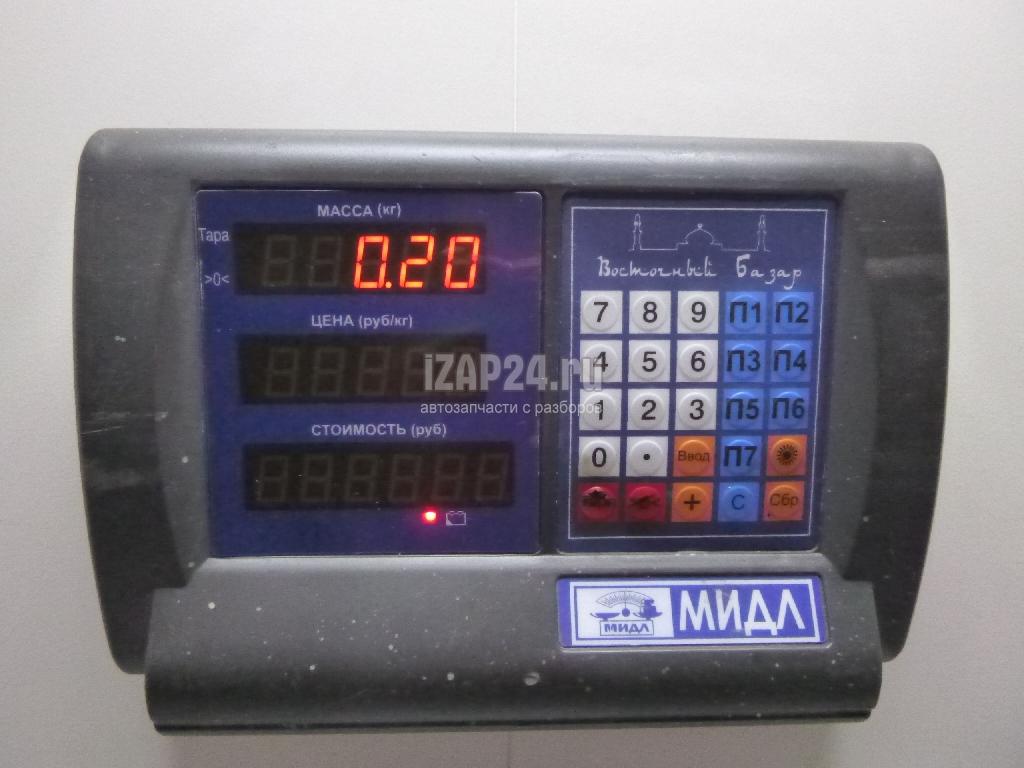 МАССА (кг)
Тара
0.20
>0<
ЦЕНА (руб/кг)
СТОИМОСТЬ (руб)
Восточный Базар
7 8 9 П1 П2
4 5 6 П3 П4
1 2 3 П5 П6
0 . Ввод П7
+ С Сбр
МИДЛ
МИДЛ
iZAP24.ru
автозапчасти с разборов